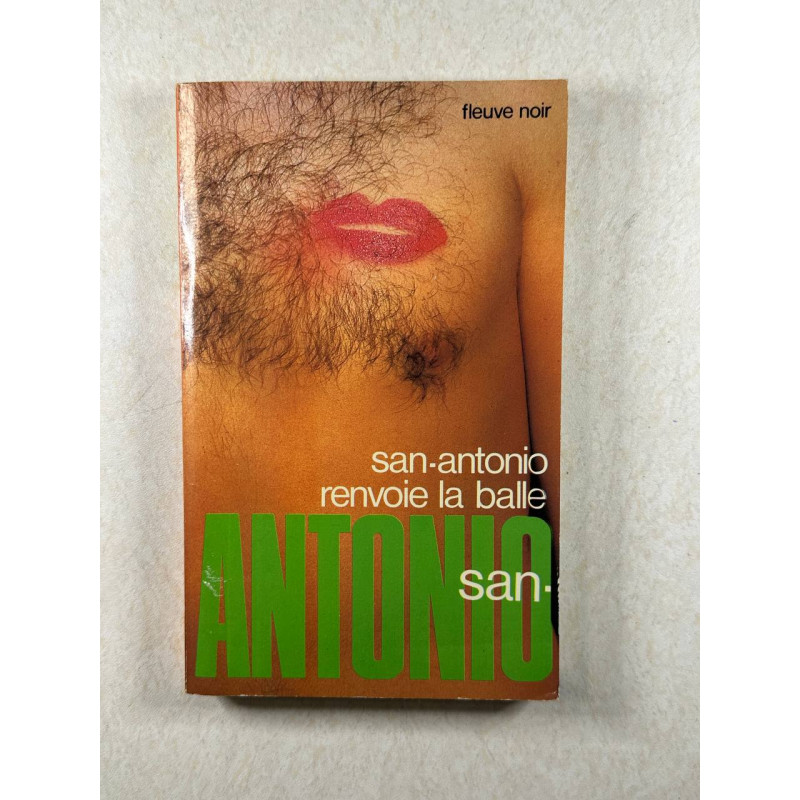 fleuve noir
san-antonio
renvoie la balle
san-
ANTONIO